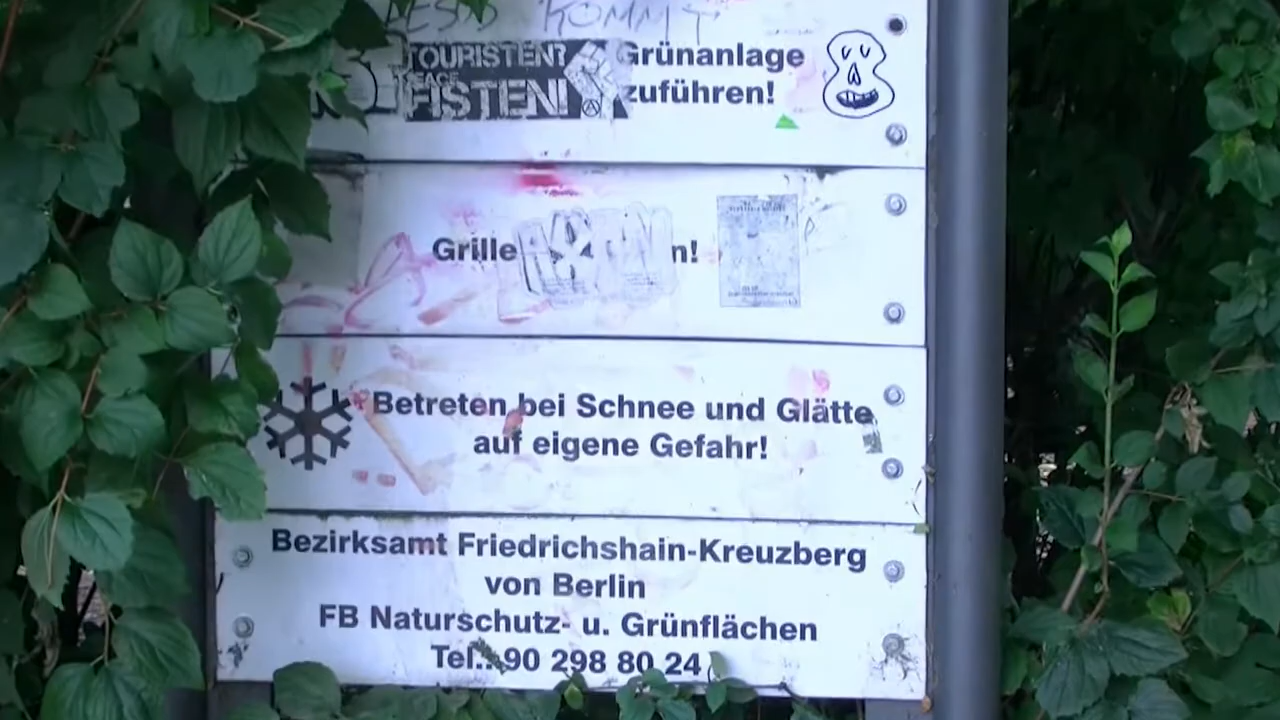 KOMMT
TOURISTEN?
FISTEN!
Grünanlage
zuführen!
Grille
n!
Betreten bei Schnee und Glätte
auf eigene Gefahr!
Bezirksamt Friedrichshain-Kreuzberg
von Berlin
FB Naturschutz- u. Grünflächen
Tel.: 90 298 80 24